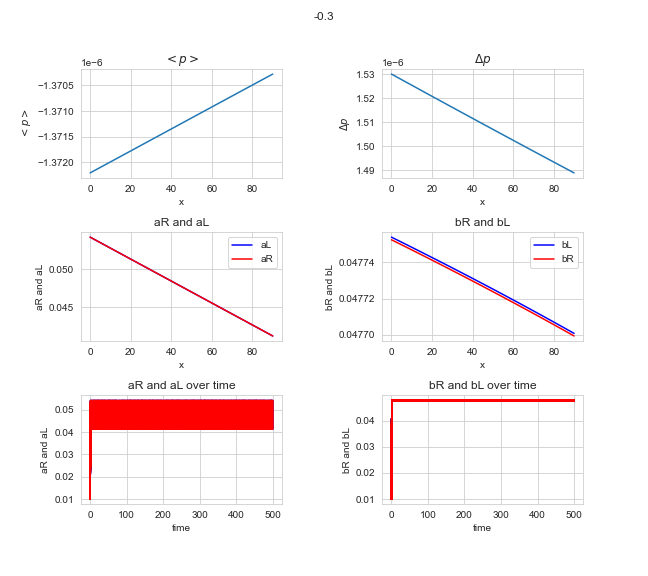 -0.3
< p >
Δp
1e−6
1e−6
−1.3705
−1.3710
−1.3715
−1.3720
< p >
0 20 40 60 80
x
1.53
1.52
1.51
1.50
1.49
Δp
0 20 40 60 80
x
aR and aL
bR and bL
aL
aR
0.050
0.045
aR and aL
0 20 40 60 80
x
bL
bR
0.04774
0.04772
0.04770
bR and bL
0 20 40 60 80
x
aR and aL over time
bR and bL over time
0.05
0.04
0.03
0.02
0.01
aR and aL
0 100 200 300 400 500
time
0.04
0.03
0.02
0.01
bR and bL
0 100 200 300 400 500
time